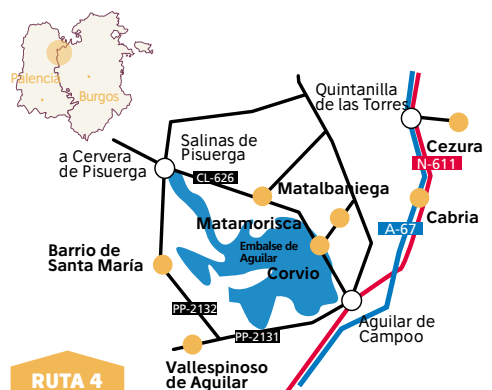 Palencia
Burgos
Quintanilla
de las Torres
Cezura
N-611
Salinas de
Pisuerga
a Cervera
de Pisuerga
CL-626
Matalbaniega
Cabria
A-67
Matamorisca
Embalse de
Aguilar
Corvio
Barrio de
Santa María
PP-2132
PP-2131
Aguilar de
Campoo
Vallespinoso
de Aguilar
RUTA 4